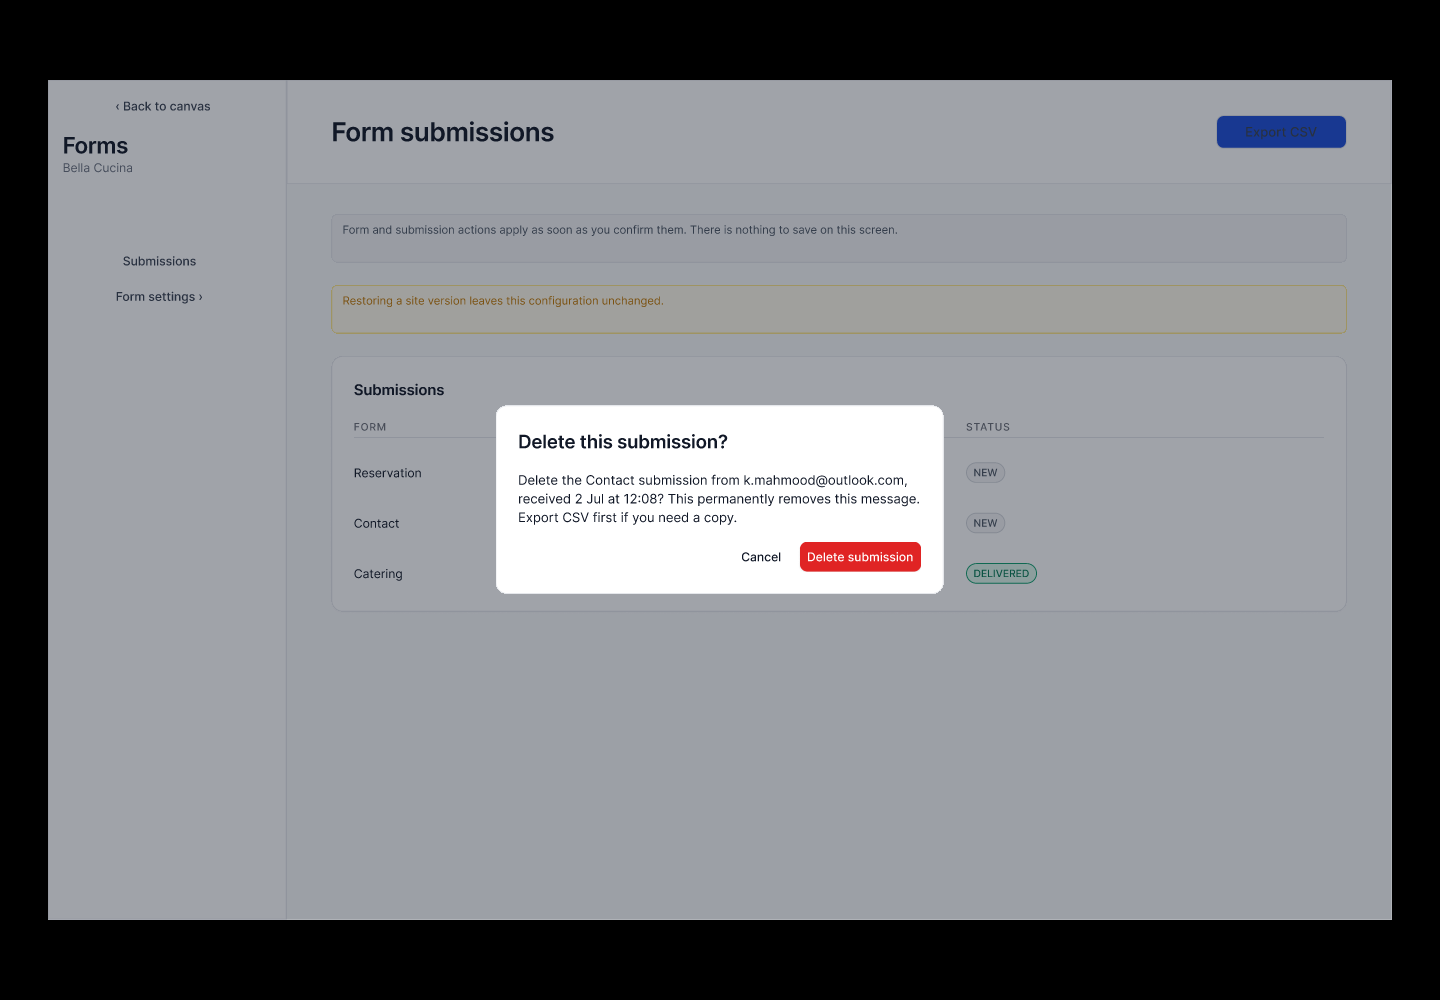 ‹ Back to canvas
Forms
Bella Cucina
Submissions
Form settings ›
Form submissions
Export CSV
Form and submission actions apply as soon as you confirm them. There is nothing to save on this screen.
Restoring a site version leaves this configuration unchanged.
Submissions
FORM
STATUS
Reservation
NEW
Contact
NEW
Catering
DELIVERED
Delete this submission?
Delete the Contact submission from k.mahmood@outlook.com,
received 2 Jul at 12:08? This permanently removes this message.
Export CSV first if you need a copy.
Cancel
Delete submission